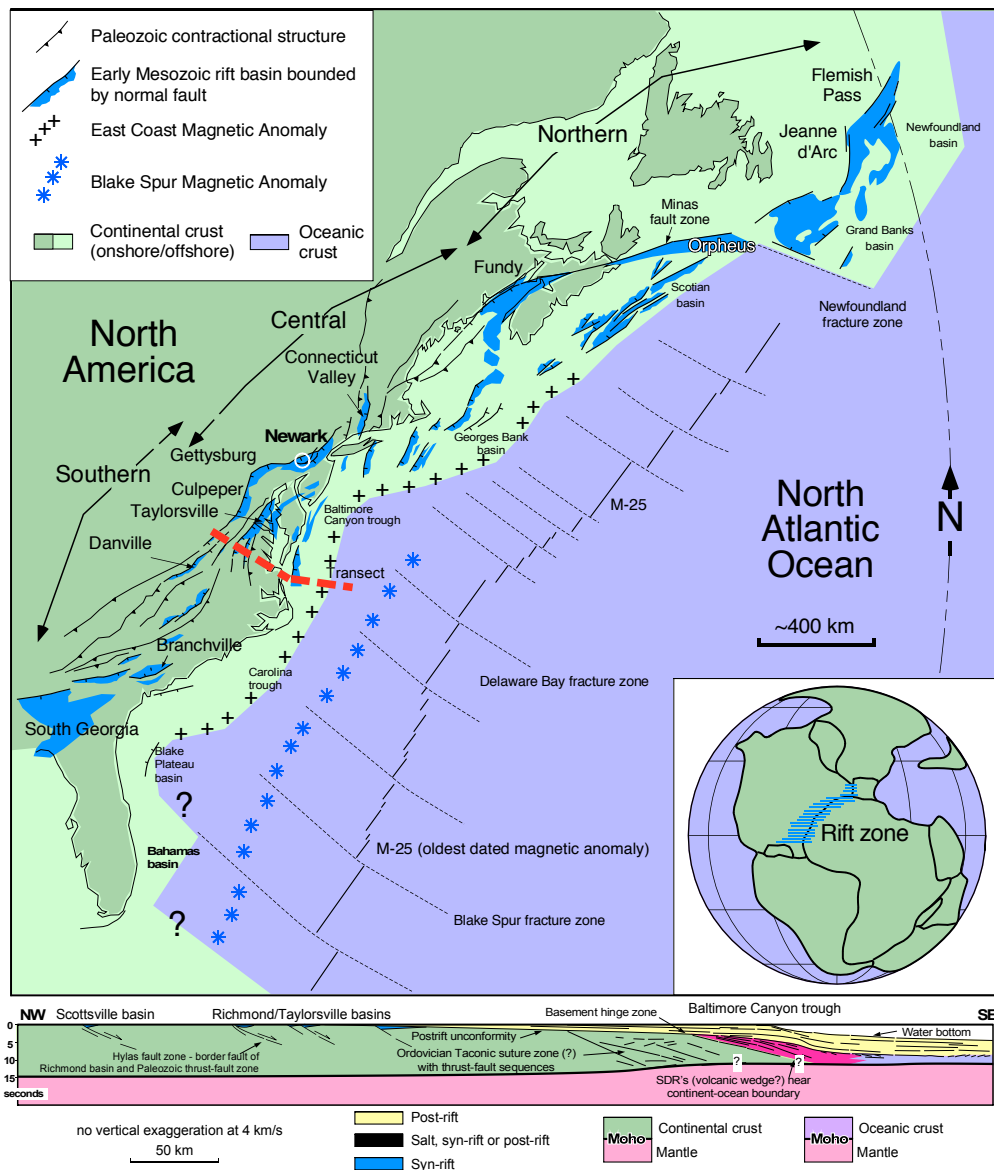 Paleozoic contractional structure
Early Mesozoic rift basin bounded
by normal fault
East Coast Magnetic Anomaly
Blake Spur Magnetic Anomaly
Continental crust
(onshore/offshore)
Oceanic
crust
Flemish
Pass
Jeanne
d'Arc
Newfoundland
basin
Northern
Minas
fault zone
Orpheus
Grand Banks
basin
Fundy
Scotian
basin
Newfoundland
fracture zone
North
America
Central
Connecticut
Valley
Newark
Gettysburg
Georges Bank
basin
Southern
Culpeper
Taylorsville
Baltimore
Canyon trough
M-25
North
Atlantic
Ocean
N
Danville
Transect
~400 km
Branchville
Carolina
trough
Delaware Bay fracture zone
South Georgia
Blake
Plateau
basin
?
Rift zone
Bahamas
basin
M-25 (oldest dated magnetic anomaly)
?
Blake Spur fracture zone
NW
Scottsville basin
Richmond/Taylorsville basins
Basement hinge zone
Baltimore Canyon trough
SE
0
5
10
15
seconds
Postrift unconformity
Water bottom
Hylas fault zone - border fault of
Richmond basin and Paleozoic thrust-fault zone
Ordovician Taconic suture zone (?)
with thrust-fault sequences
?
?
SDR's (volcanic wedge?) near
continent-ocean boundary
no vertical exaggeration at 4 km/s
50 km
Post-rift
Salt, syn-rift or post-rift
Syn-rift
Moho
Continental crust
Mantle
Moho
Oceanic crust
Mantle